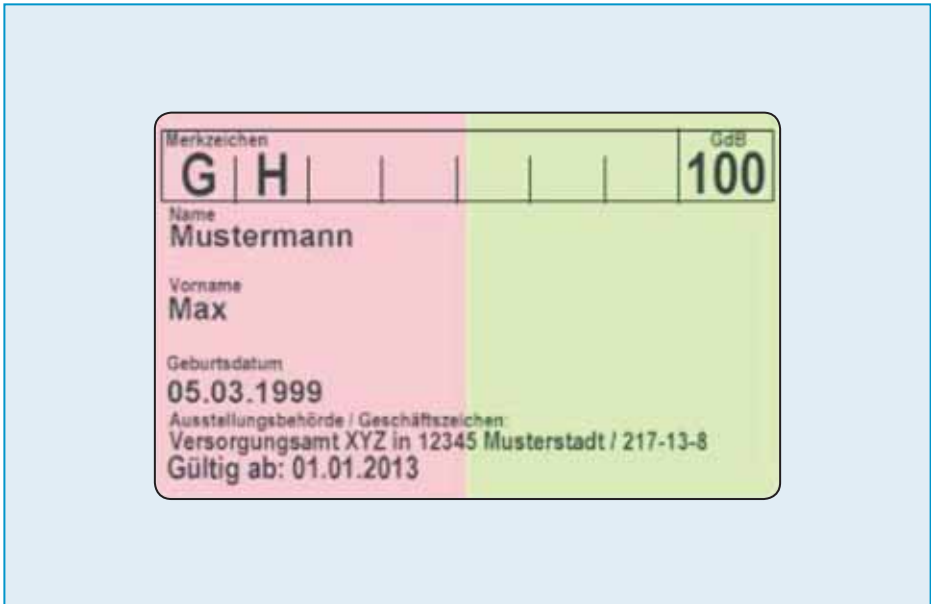 Merkzeichen GdB
G H 100
Name
Mustermann
Vorname
Max
Geburtsdatum
05.03.1999
Ausstellungsbehörde / Geschäftszeichen:
Versorgungsamt XYZ in 12345 Musterstadt / 217-13-8
Gültig ab: 01.01.2013